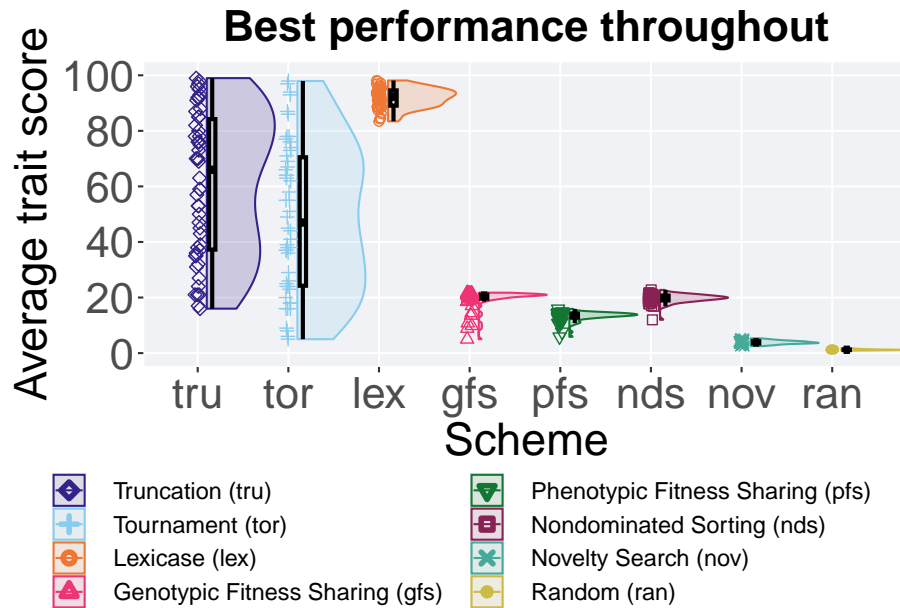 Best performance throughout
Average trait score
100
80
60
40
20
0
tru tor lex gfs pfs nds nov ran
Scheme
Truncation (tru)
Tournament (tor)
Lexicase (lex)
Genotypic Fitness Sharing (gfs)
Phenotypic Fitness Sharing (pfs)
Nondominated Sorting (nds)
Novelty Search (nov)
Random (ran)